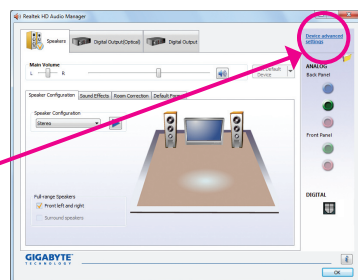 Realtek HD Audio Manager
Speakers
Digital Output(Optical)
Digital Output
Device advanced
settings
Main Volume
L
R
Default
Device
ANALOG
Back Panel
Speaker Configuration
Sound Effects
Room Correction
Default Format
Speaker Configuration
Stereo
Front Panel
Full-range Speakers
Front left and right
Surround speakers
DIGITAL
GIGABYTE
TECHNOLOGY
i
OK